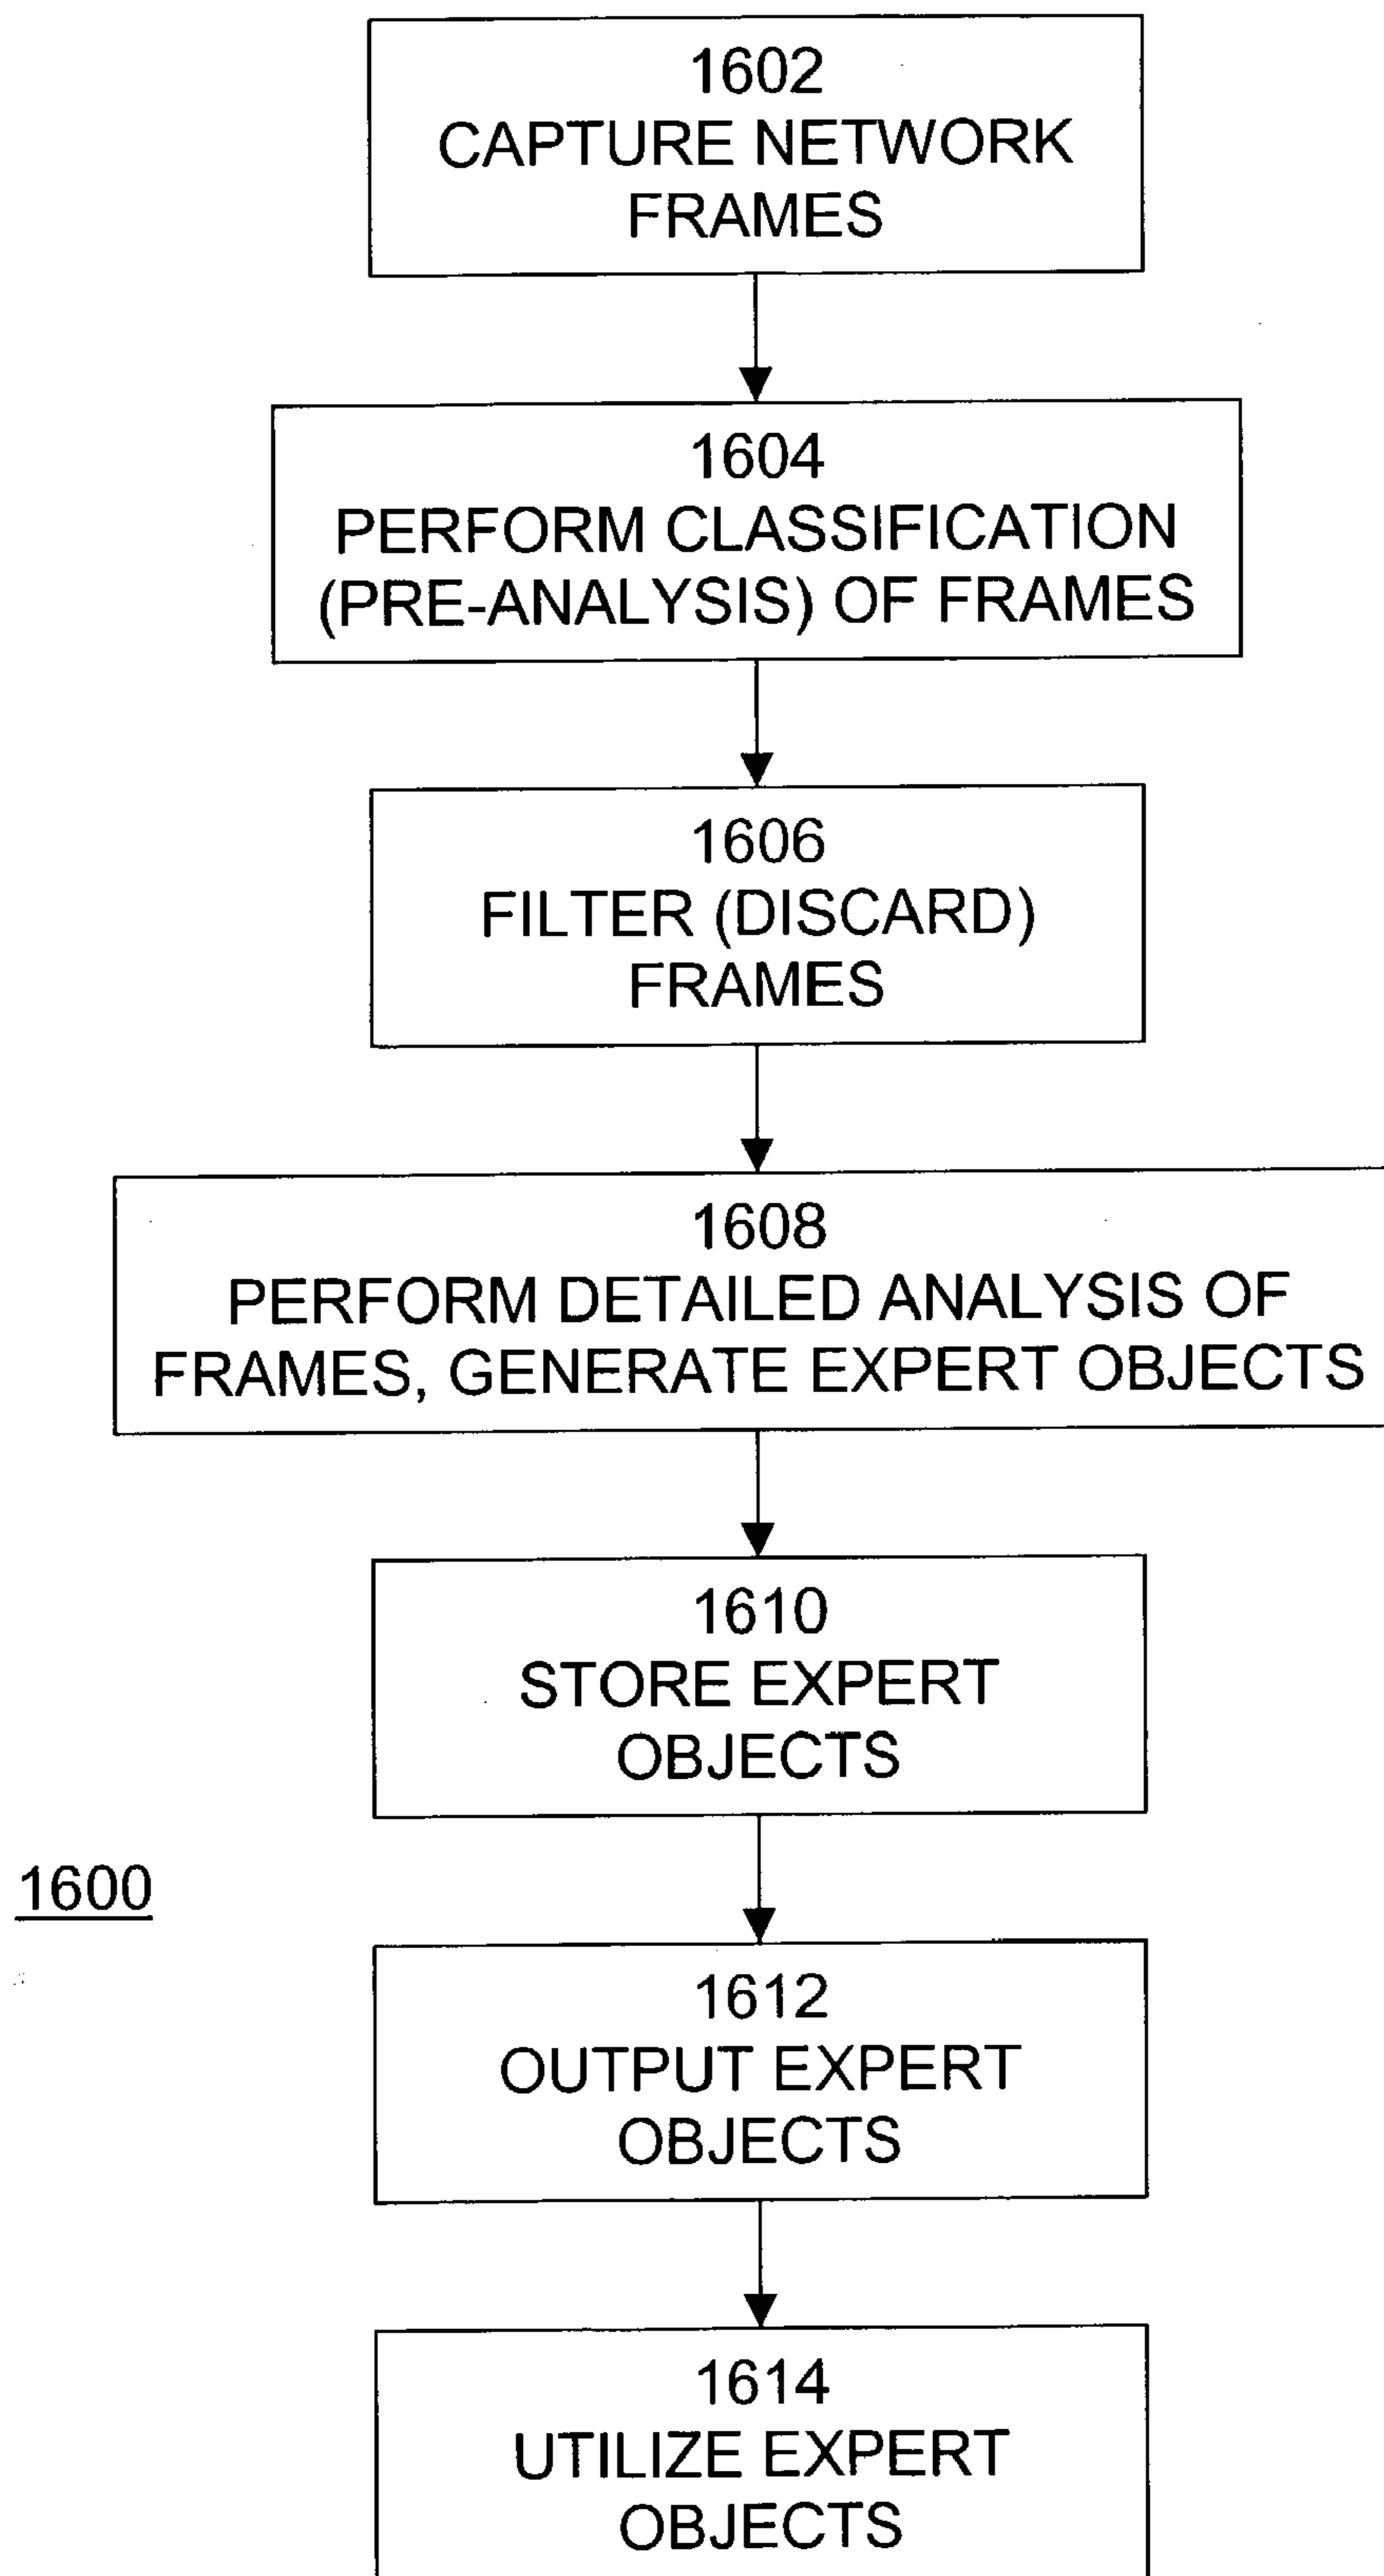 1602
CAPTURE NETWORK
FRAMES
1604
PERFORM CLASSIFICATION
(PRE-ANALYSIS) OF FRAMES
1606
FILTER (DISCARD)
FRAMES
1608
PERFORM DETAILED ANALYSIS OF
FRAMES, GENERATE EXPERT OBJECTS
1610
STORE EXPERT
OBJECTS
1600
1612
OUTPUT EXPERT
OBJECTS
1614
UTILIZE EXPERT
OBJECTS